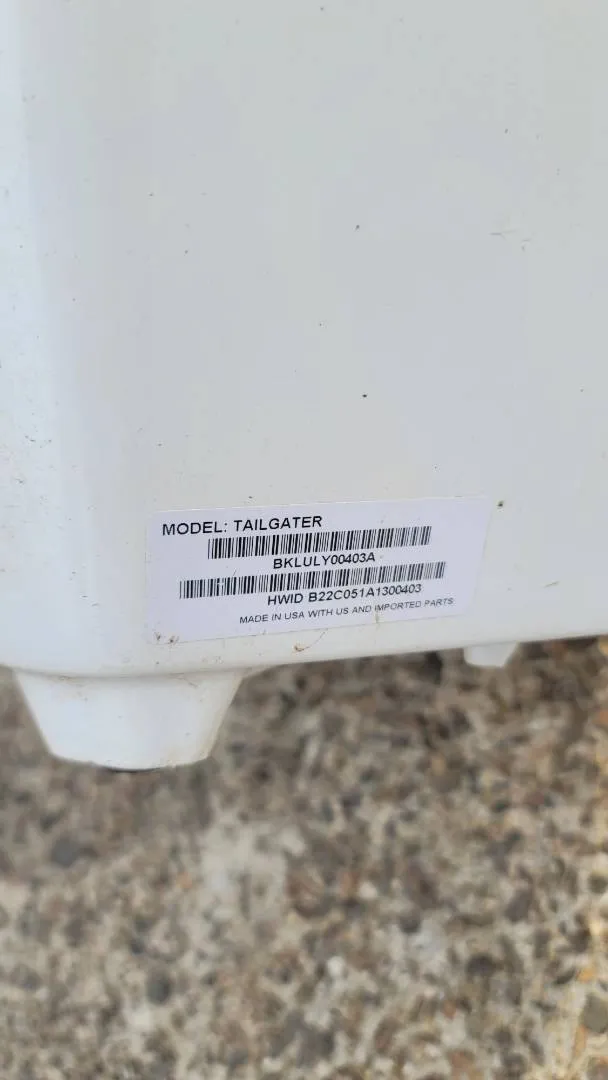 MODEL: TAILGATER
BKLULY00403A
HWID B22C051A1300403
MADE IN USA WITH US AND IMPORTED PARTS